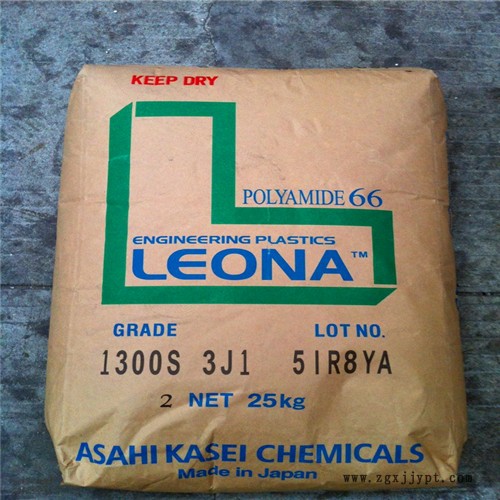 KEEP DRY
POLYAMIDE 66
ENGINEERING PLASTICS
LEONA™
GRADE LOT NO.
1300S 3J1 5IR8YA
2 NET 25kg
ASAHI KASEI CHEMICALS
Made in Japan
www.zgxjjypt.com